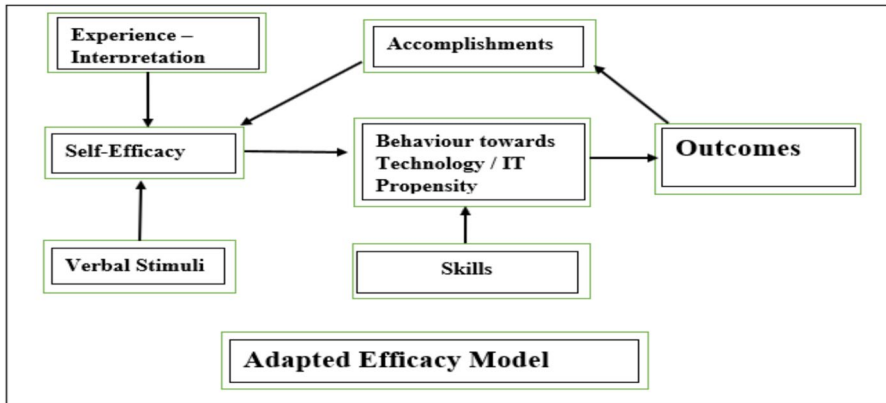 Experience –
Interpretation
Accomplishments
Self-Efficacy
Behaviour towards
Technology / IT
Propensity
Outcomes
Verbal Stimuli
Skills
Adapted Efficacy Model